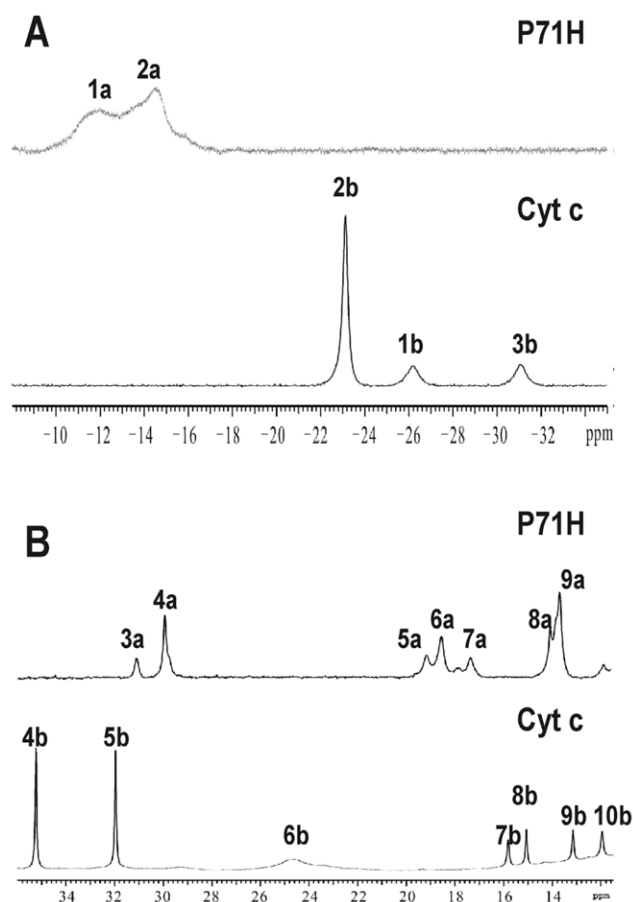 A
P71H
1a
2a
Cyt c
2b
1b
3b
-10 -12 -14 -16 -18 -20 -22 -24 -26 -28 -30 -32 ppm
B
P71H
3a
4a
5a
6a
7a
8a
9a
Cyt c
4b
5b
6b
7b
8b
9b
10b
34 32 30 28 26 24 22 20 18 16 14 ppm